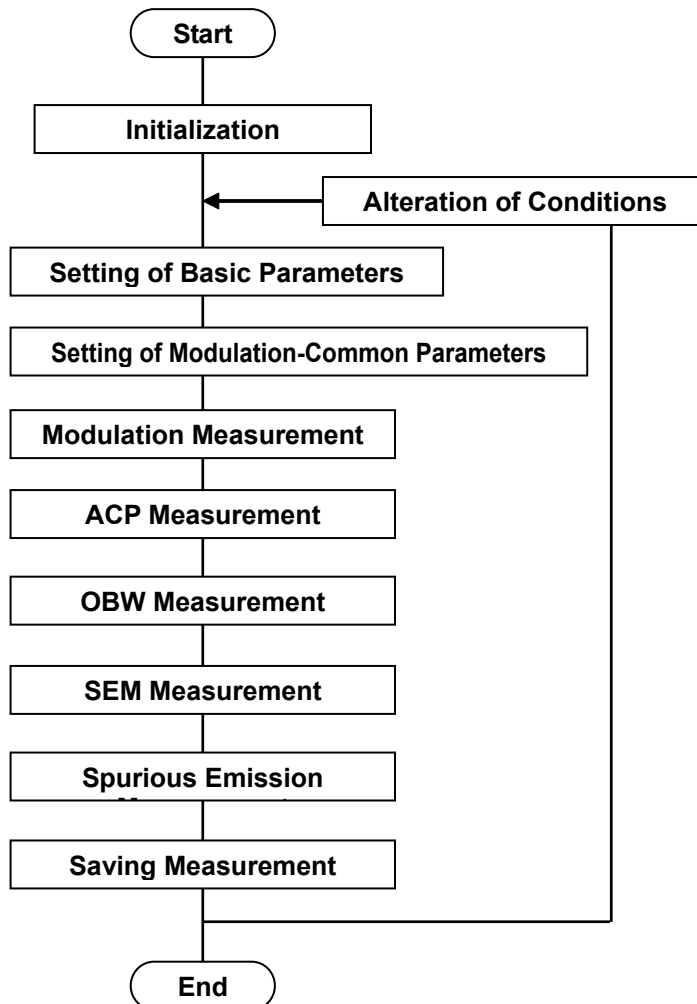 Start
Initialization
Alteration of Conditions
Setting of Basic Parameters
Setting of Modulation-Common Parameters
Modulation Measurement
ACP Measurement
OBW Measurement
SEM Measurement
Spurious Emission
Saving Measurement
End